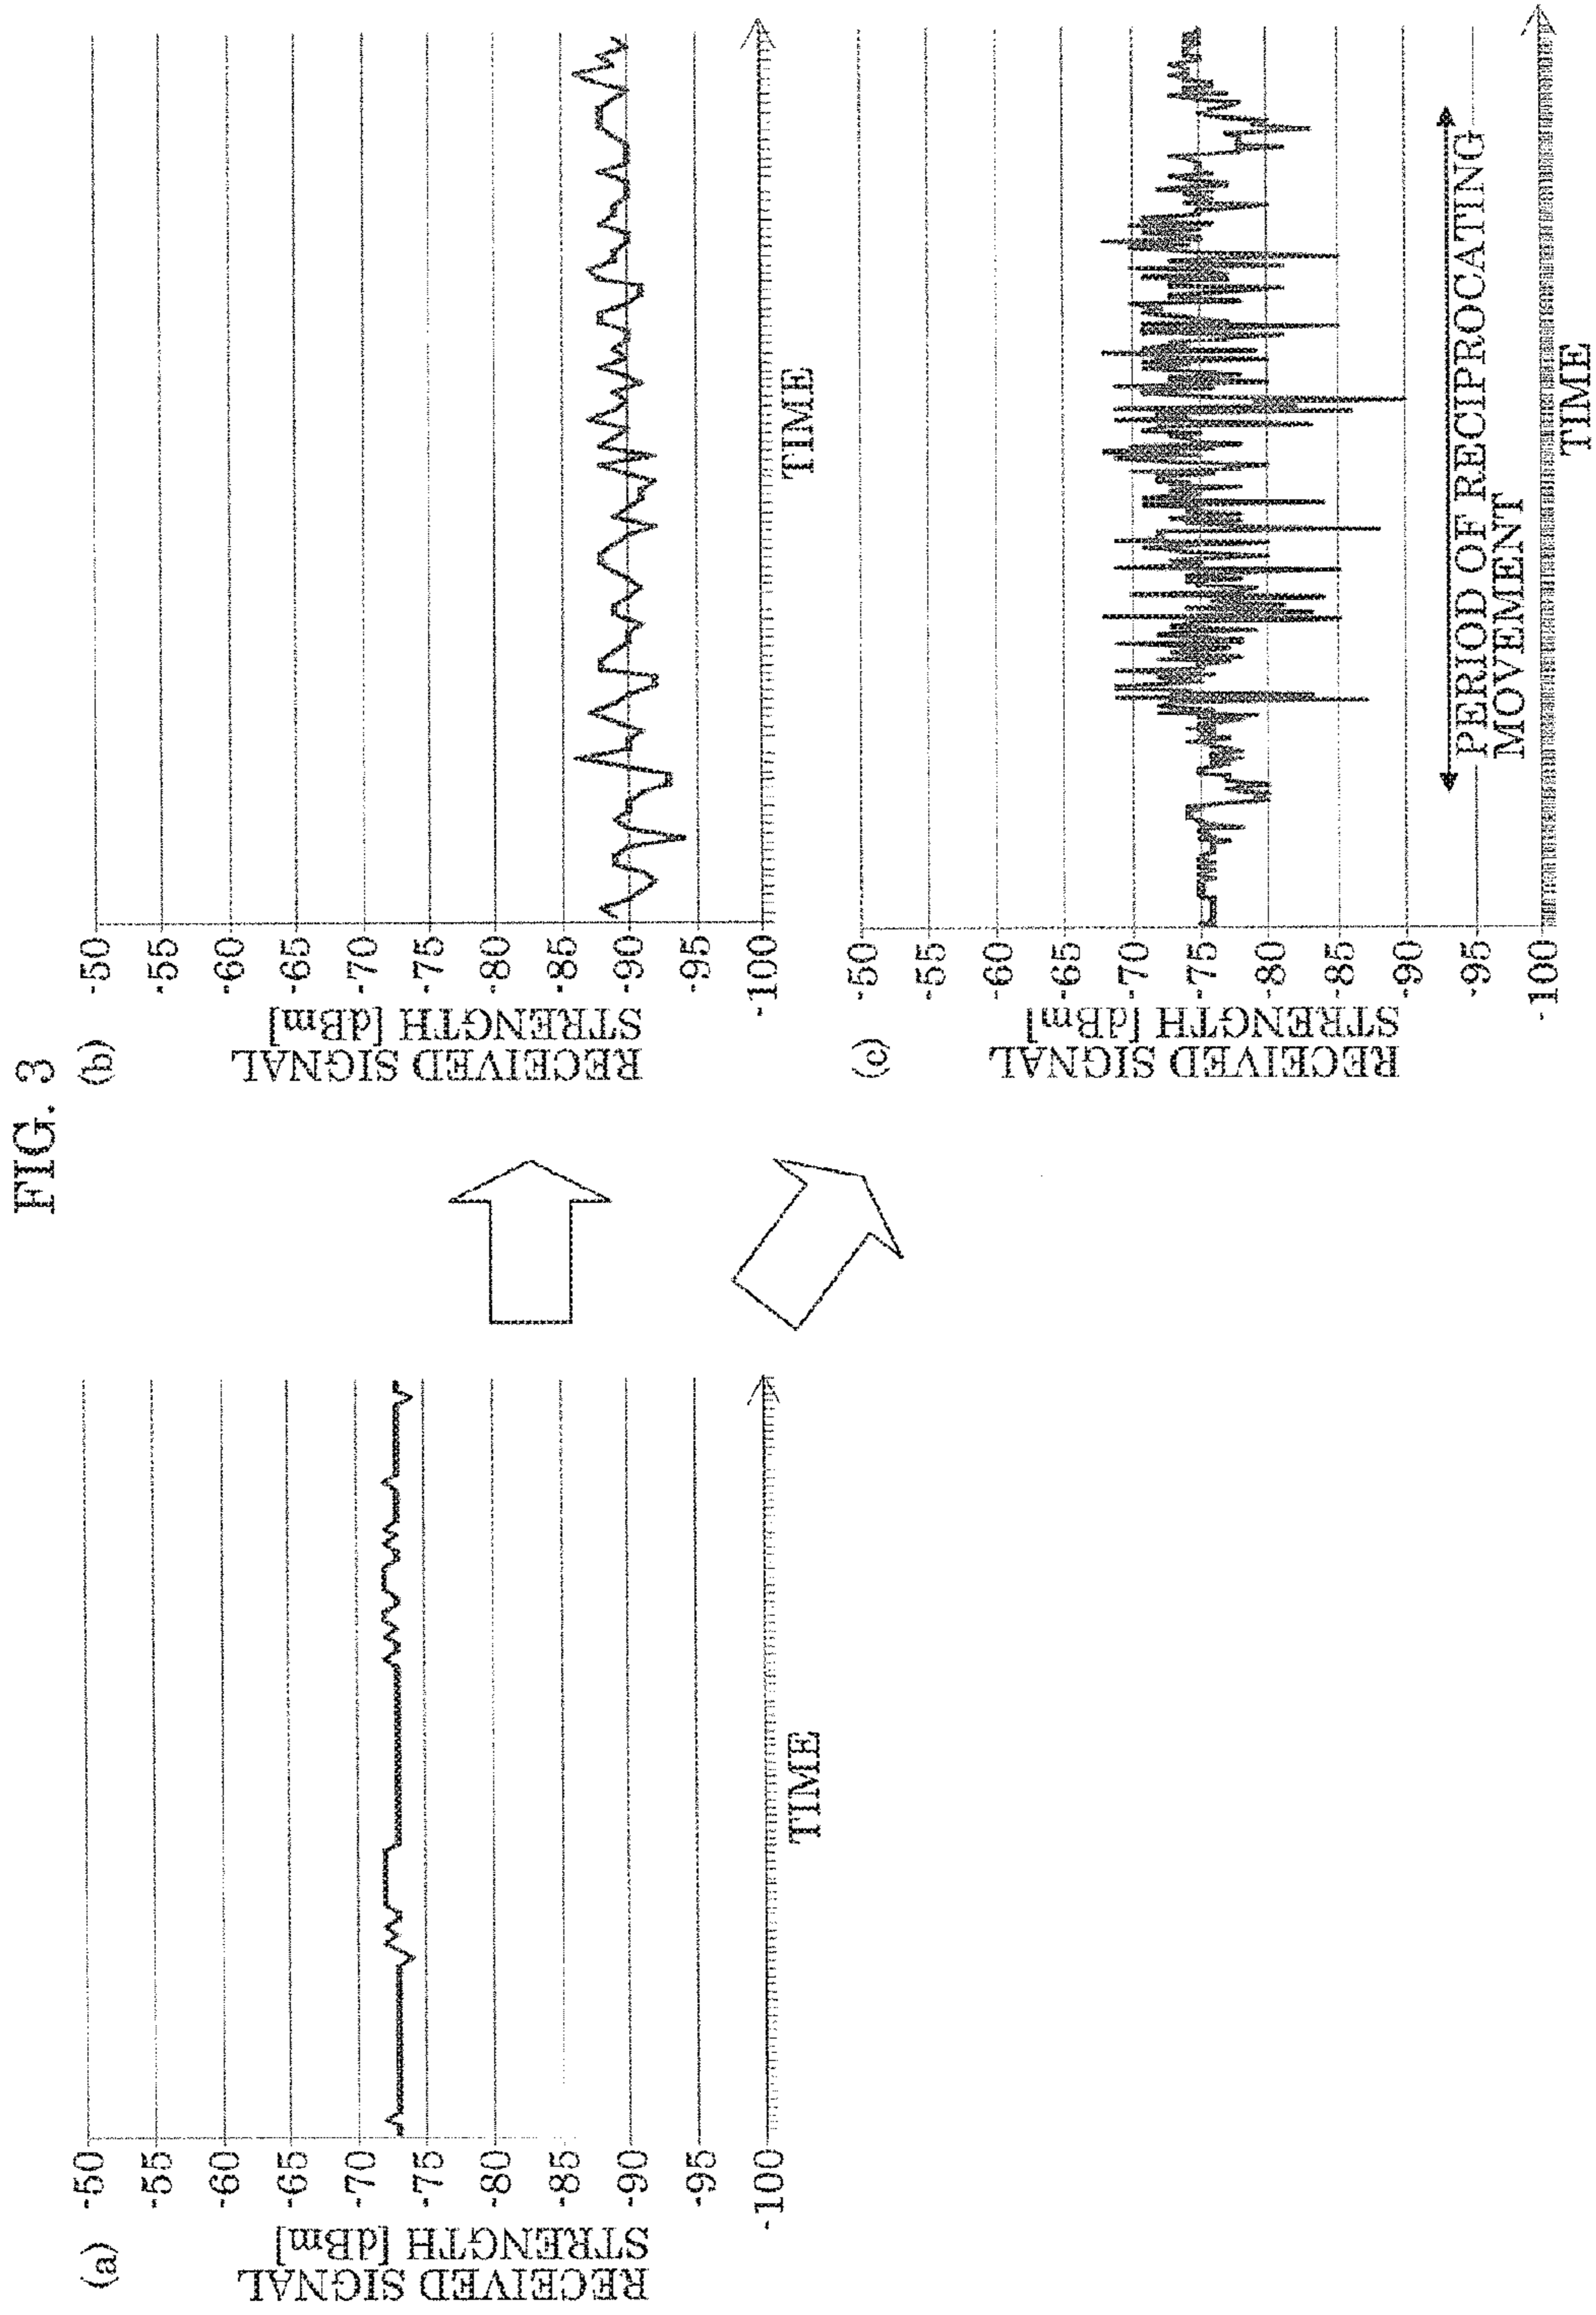 FIG. 3
(a)
RECEIVED SIGNAL
STRENGTH [dBm]
-50
-55
-60
-65
-70
-75
-80
-85
-90
-95
-100
TIME
(b)
RECEIVED SIGNAL
STRENGTH [dBm]
-50
-55
-60
-65
-70
-75
-80
-85
-90
-95
-100
TIME
(c)
RECEIVED SIGNAL
STRENGTH [dBm]
-50
-55
-60
-65
-70
-75
-80
-85
-90
-95
-100
PERIOD OF RECIPROCATING
MOVEMENT
TIME